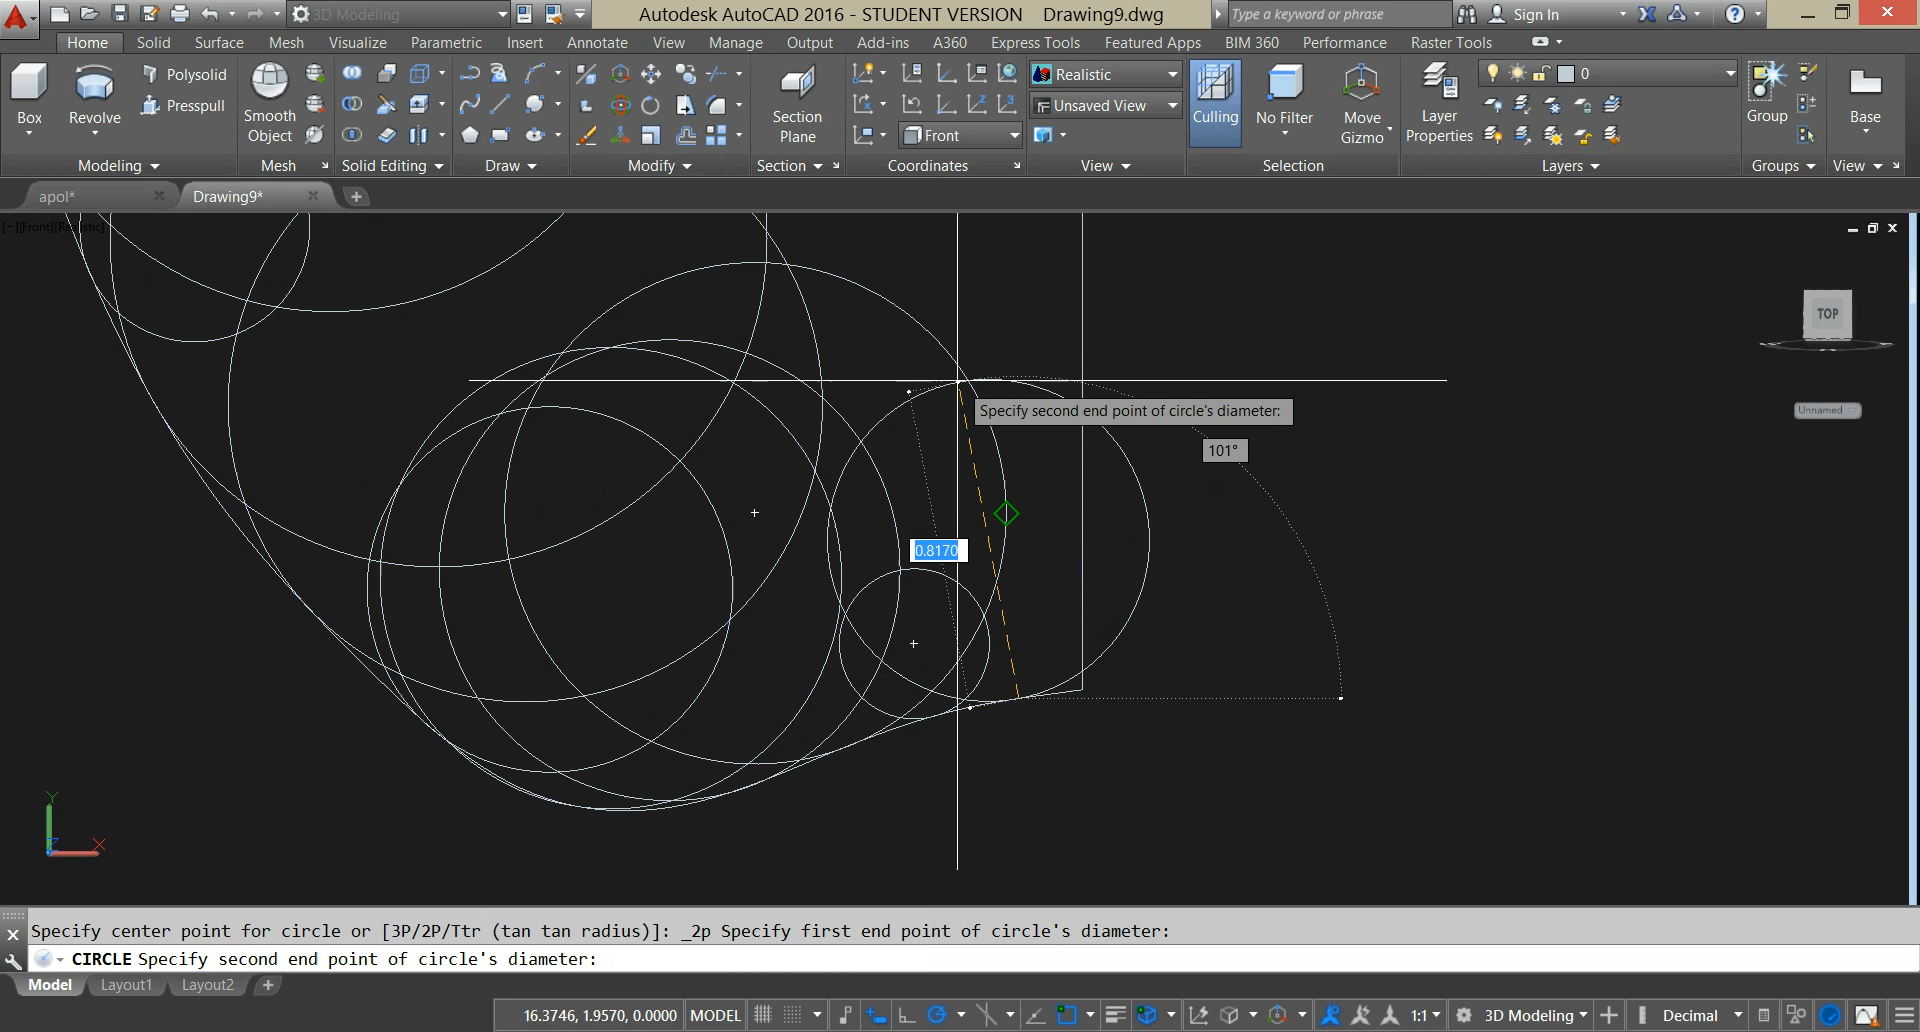 3D Modeling
Autodesk AutoCAD 2016 - STUDENT VERSION Drawing9.dwg
Type a keyword or phrase
Sign In
Home Solid Surface Mesh Visualize Parametric Insert Annotate View Manage Output Add-ins A360 Express Tools Featured Apps BIM 360 Performance Raster Tools
Box
Revolve
Polysolid
Presspull
Smooth
Object
Section
Plane
Realistic
Unsaved View
Front
Culling
No Filter
Move
Gizmo
Layer
Properties
0
Group
Base
Modeling Mesh Solid Editing Draw Modify Section Coordinates View Selection Layers Groups View
apol* Drawing9*
[−][Front][Realistic]
TOP
Unnamed
Specify second end point of circle's diameter:
101°
0.8170
Y
X
Z
Specify center point for circle or [3P/2P/Ttr (tan tan radius)]: _2p Specify first end point of circle's diameter:
CIRCLE Specify second end point of circle's diameter:
Model Layout1 Layout2
16.3746, 1.9570, 0.0000 MODEL 1:1 3D Modeling Decimal